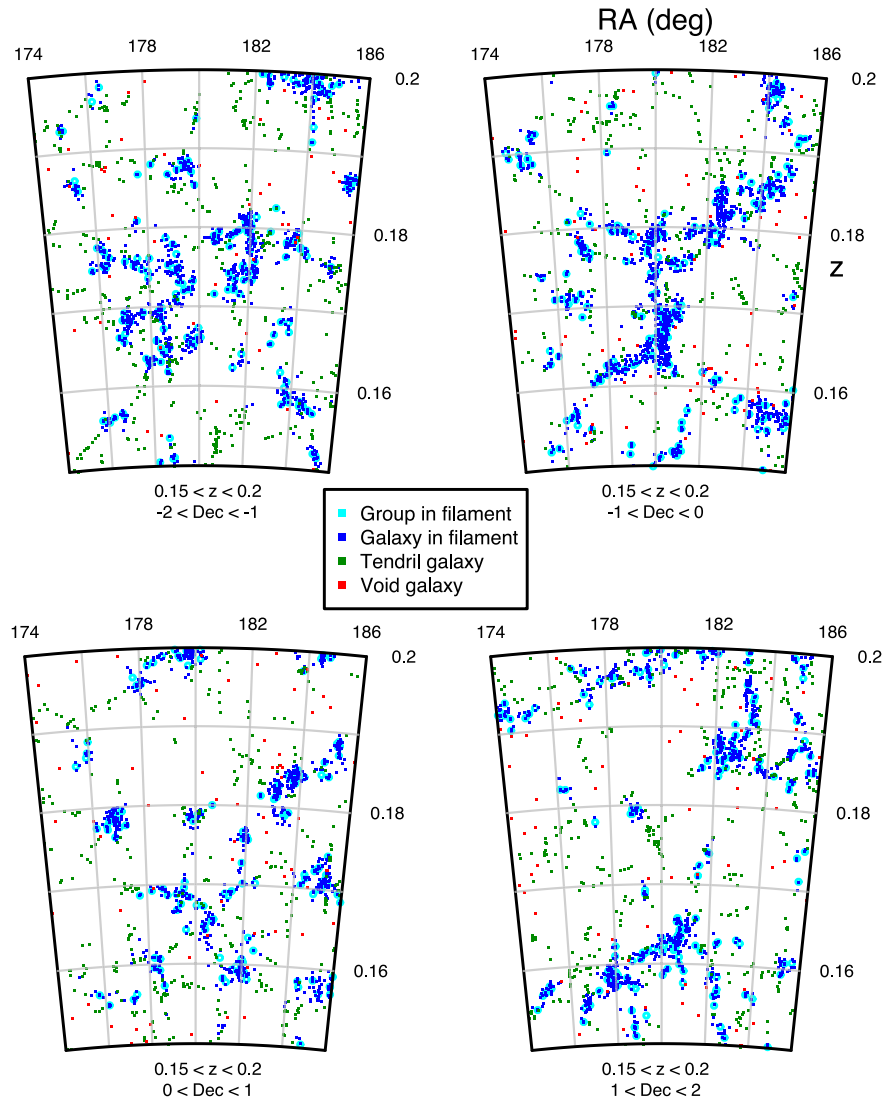 RA (deg)
174 178 182 186
0.2
174 178 182 186
0.2
0.18
0.18
z
0.16
0.16
0.15 < z < 0.2
-2 < Dec < -1
0.15 < z < 0.2
-1 < Dec < 0
Group in filament
Galaxy in filament
Tendril galaxy
Void galaxy
174 178 182 186
0.2
174 178 182 186
0.2
0.18
0.18
0.16
0.16
0.15 < z < 0.2
0 < Dec < 1
0.15 < z < 0.2
1 < Dec < 2